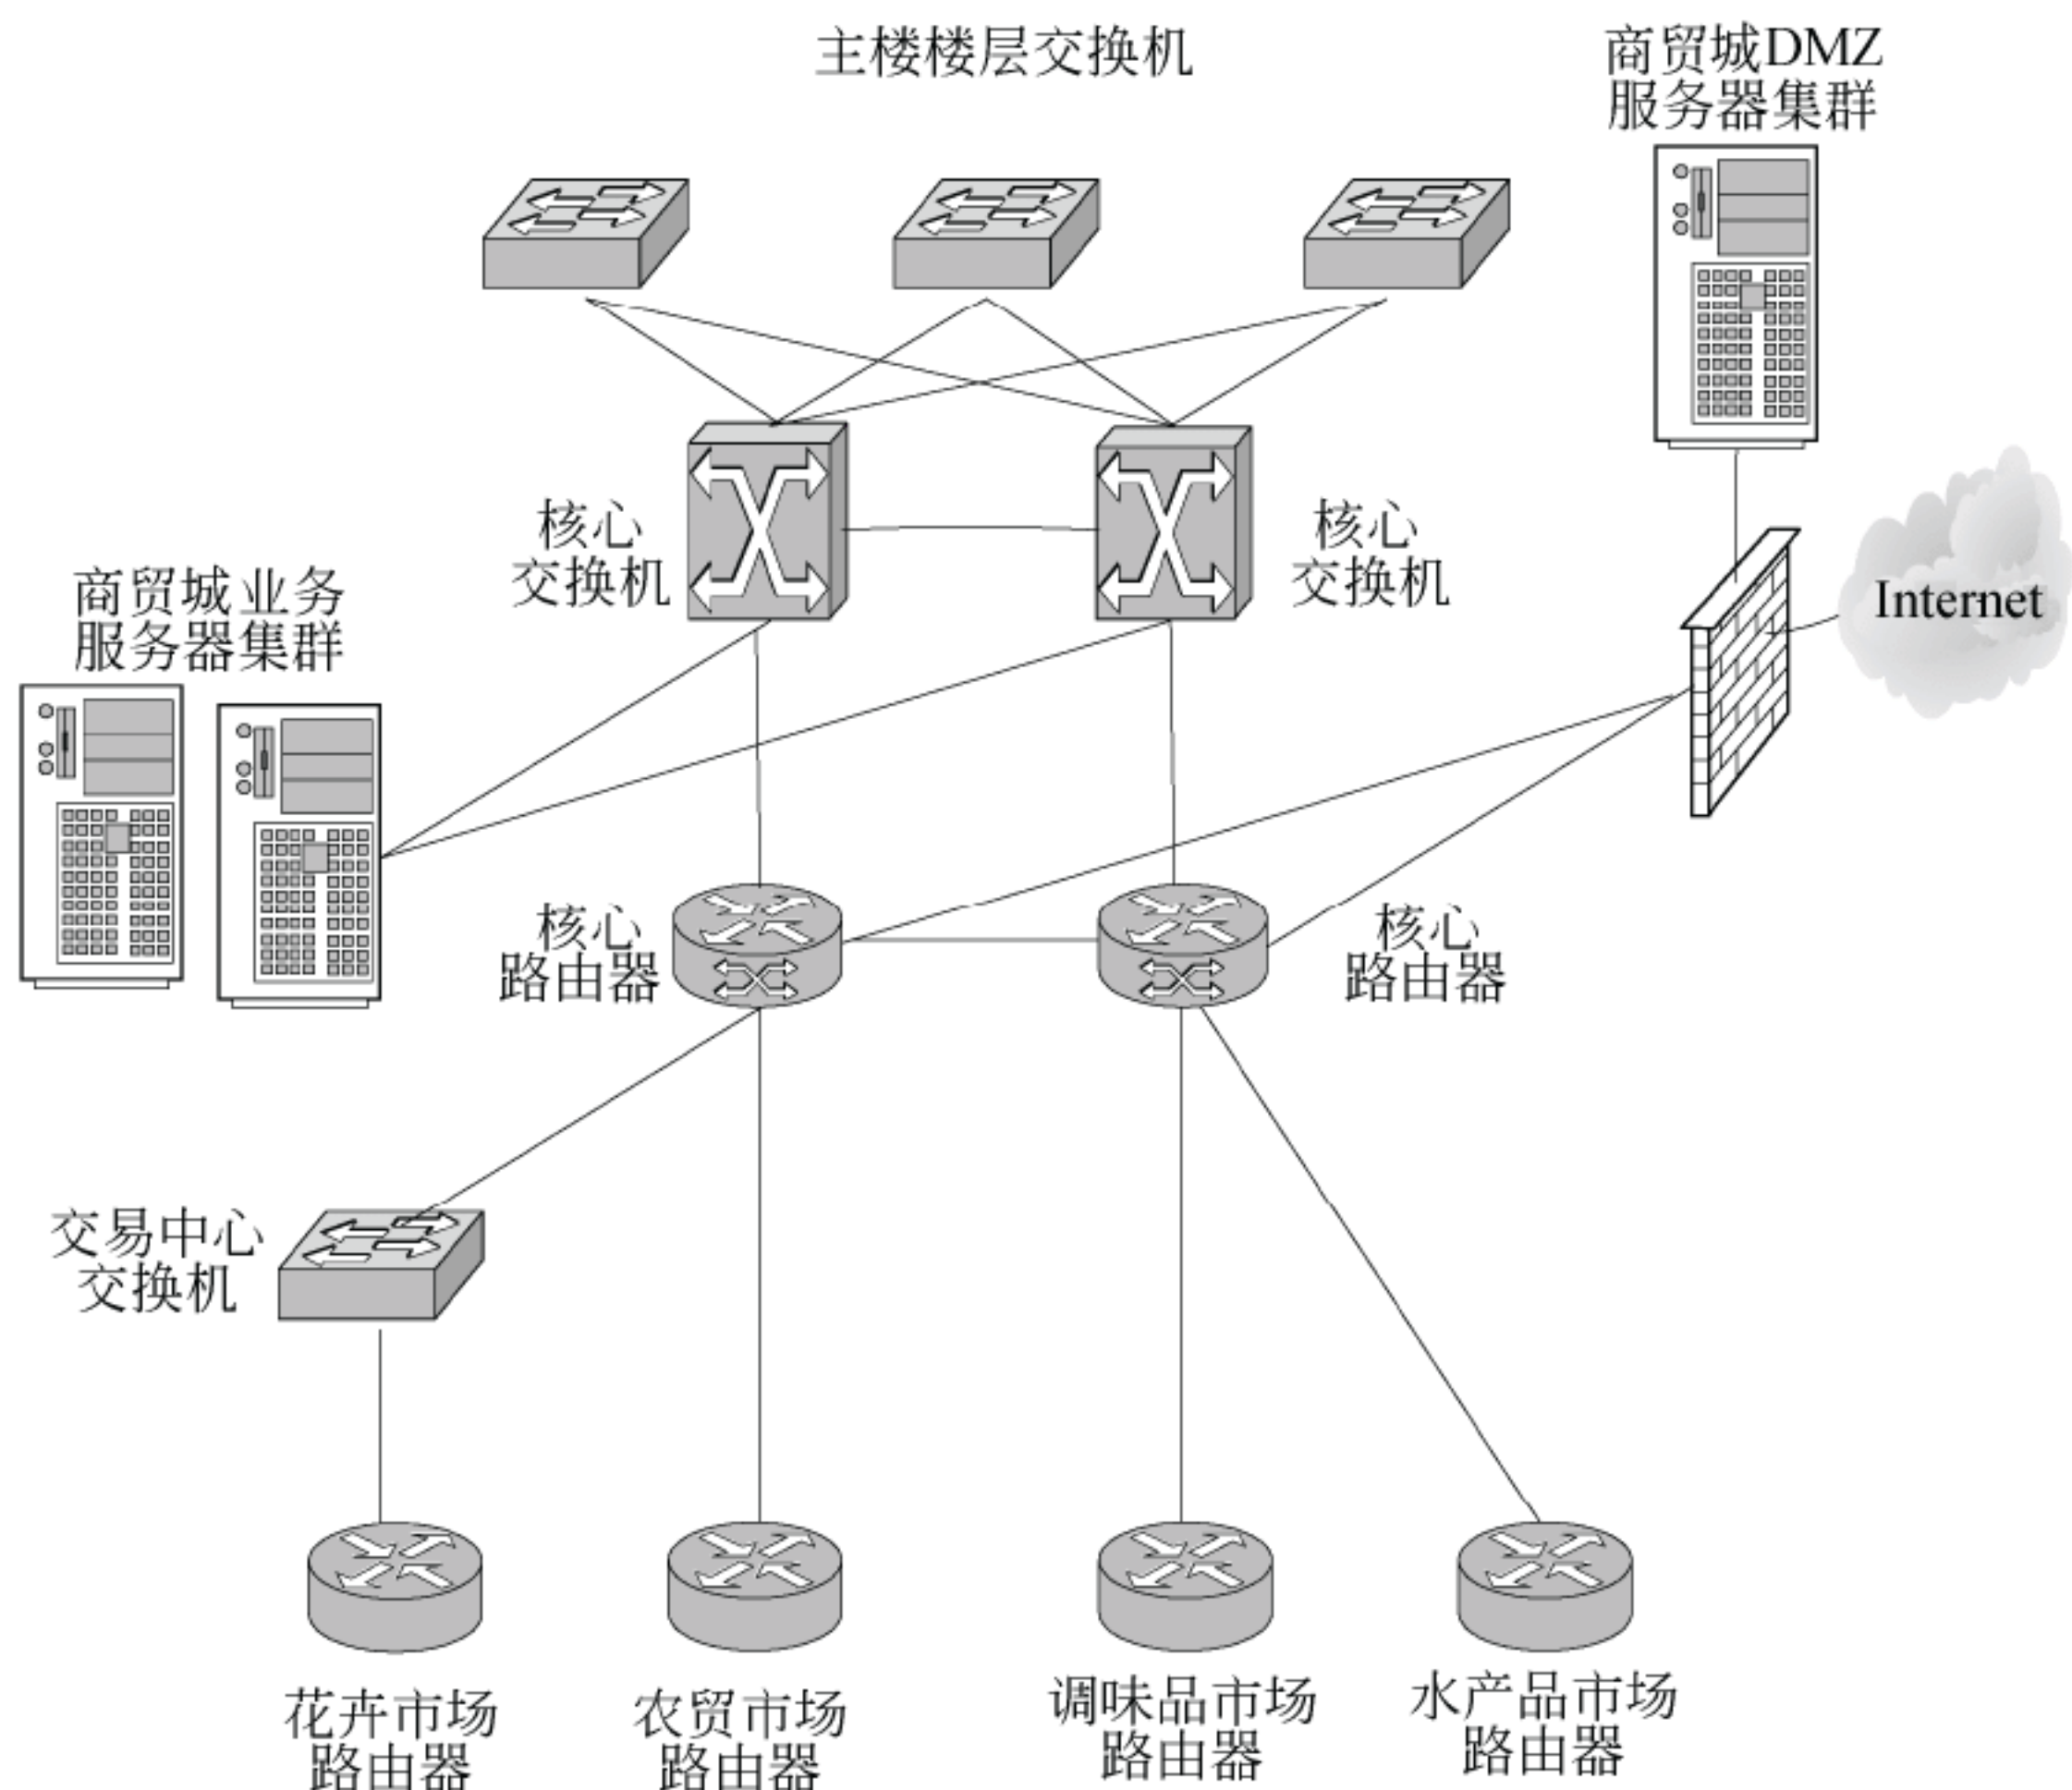 主楼楼层交换机
商贸城DMZ
服务器集群
核心
交换机
核心
交换机
Internet
商贸城业务
服务器集群
核心
路由器
核心
路由器
交易中心
交换机
花卉市场
路由器
农贸市场
路由器
调味品市场
路由器
水产品市场
路由器